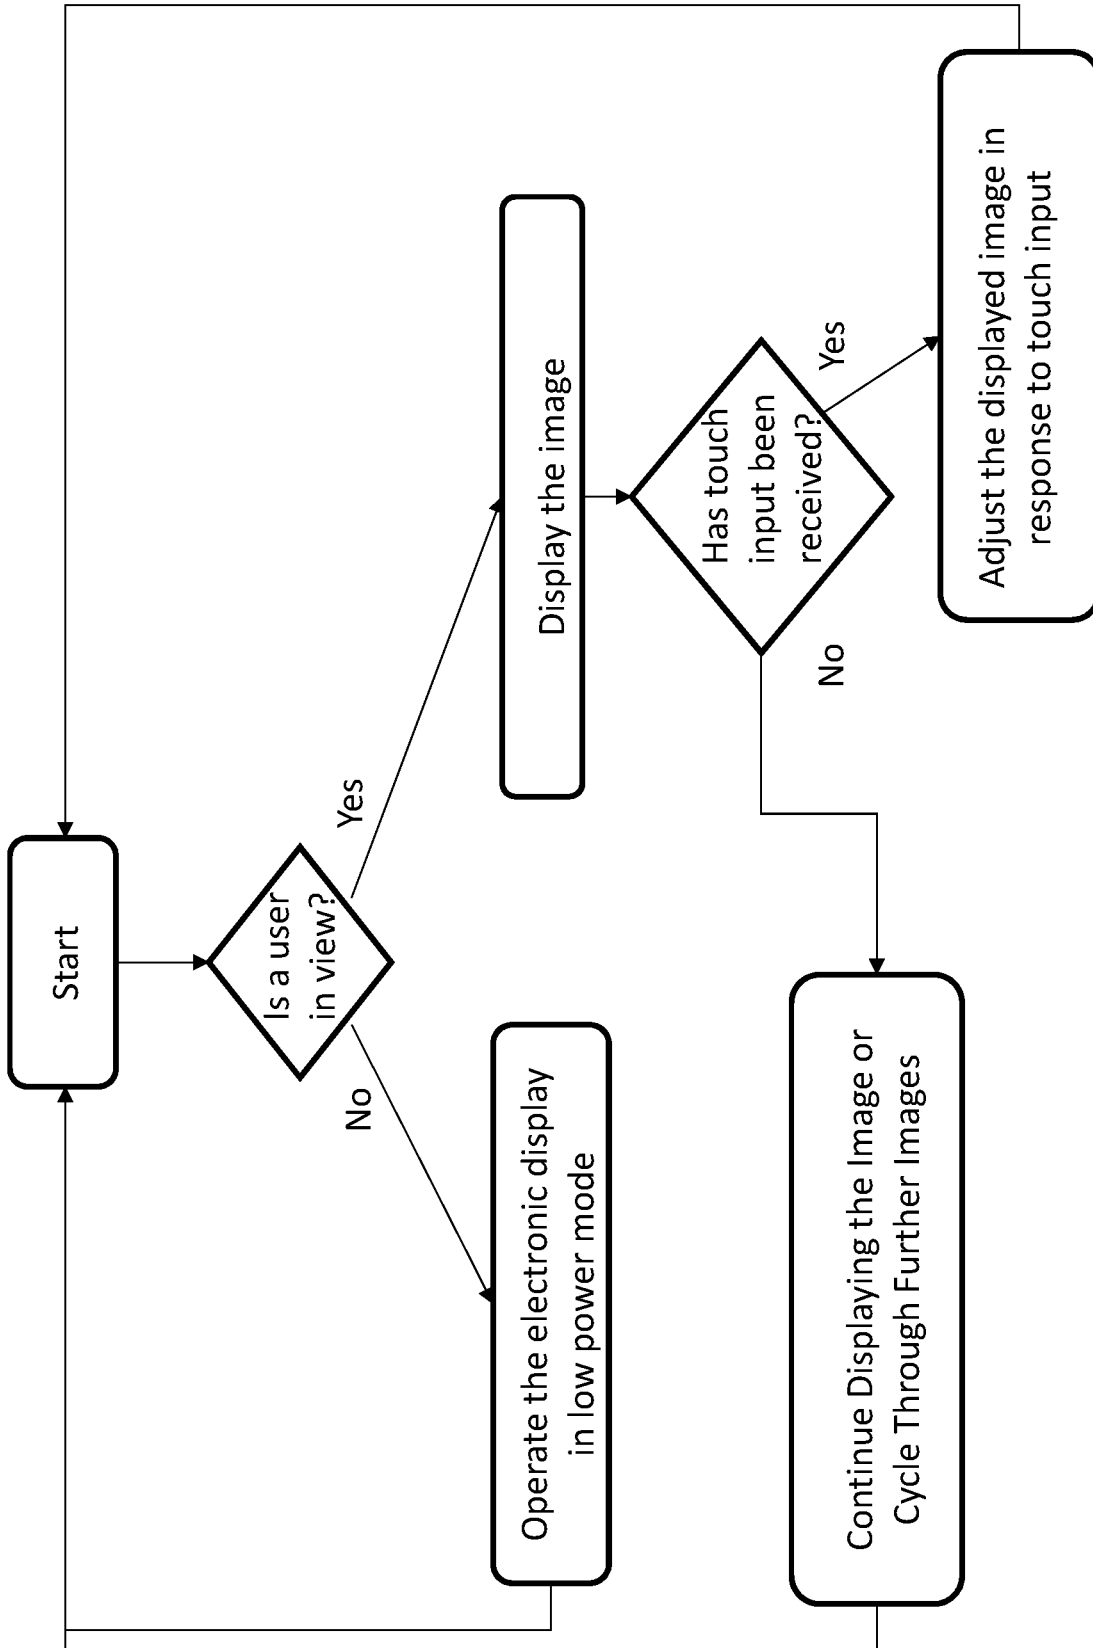 Start
Is a user
in view?
No
Yes
Operate the electronic display
in low power mode
Display the image
Has touch
input been
received?
No
Yes
Continue Displaying the Image or
Cycle Through Further Images
Adjust the displayed image in
response to touch input